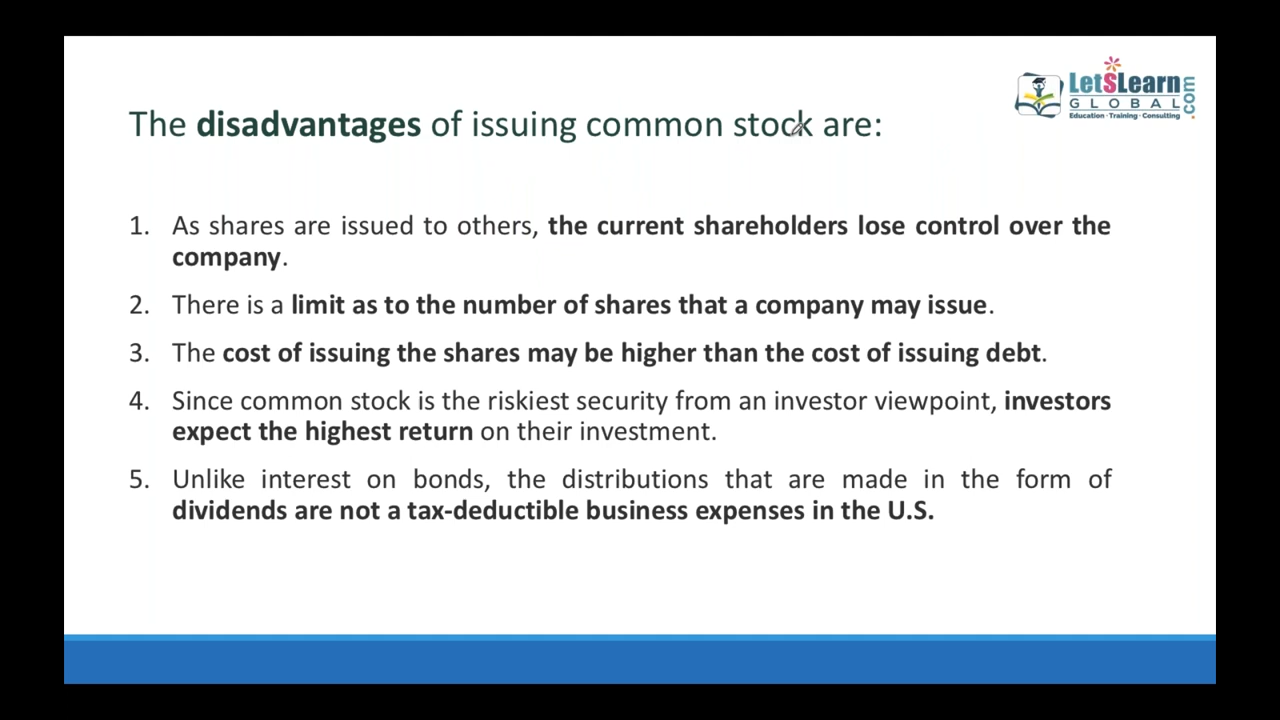 LetSLearn
GLOBAL
.com
Education · Training · Consulting
The disadvantages of issuing common stock are:
1. As shares are issued to others, the current shareholders lose control over the
company.
2. There is a limit as to the number of shares that a company may issue.
3. The cost of issuing the shares may be higher than the cost of issuing debt.
4. Since common stock is the riskiest security from an investor viewpoint, investors
expect the highest return on their investment.
5. Unlike interest on bonds, the distributions that are made in the form of
dividends are not a tax-deductible business expenses in the U.S.